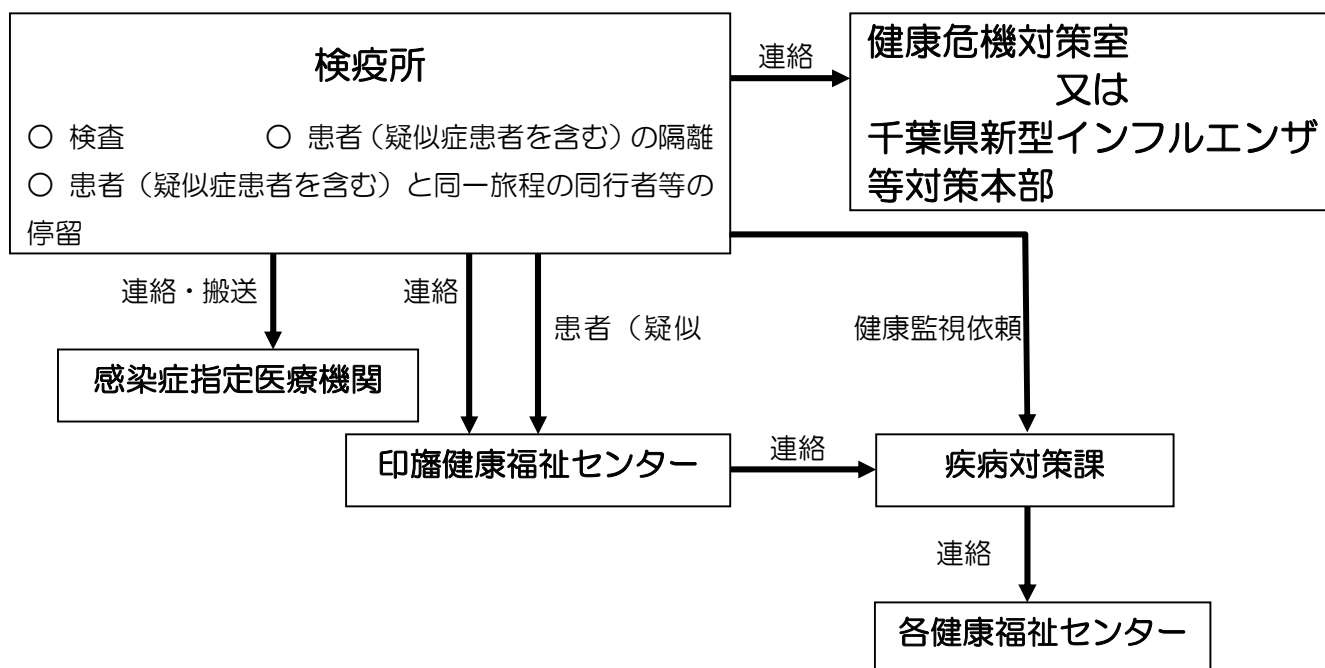 検疫所
○ 検査 ○ 患者（疑似症患者を含む）の隔離
○ 患者（疑似症患者を含む）と同一旅程の同行者等の
停留
連絡
健康危機対策室
又は
千葉県新型インフルエンザ
等対策本部
連絡・搬送
連絡
患者（疑似
健康監視依頼
感染症指定医療機関
印旛健康福祉センター
連絡
疾病対策課
連絡
各健康福祉センター